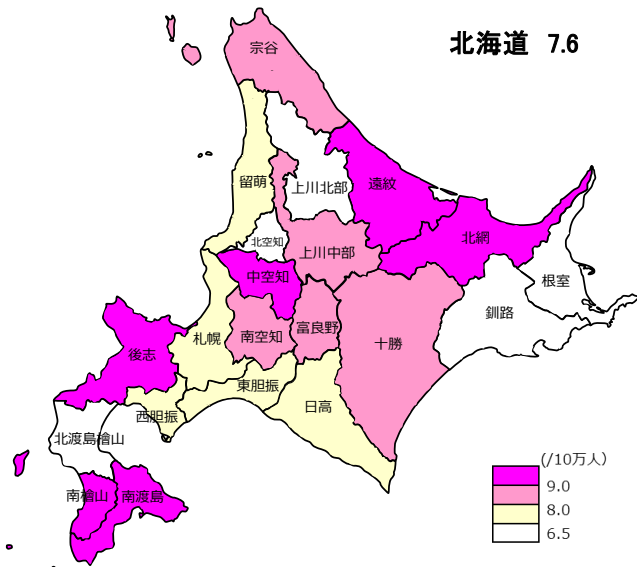 北海道 7.6
宗谷
留萌
上川北部
遠紋
北空知
上川中部
北網
中空知
根室
釧路
札幌
南空知
富良野
十勝
後志
東胆振
日高
西胆振
北渡島檜山
南檜山
南渡島
(/10万人)
9.0
8.0
6.5